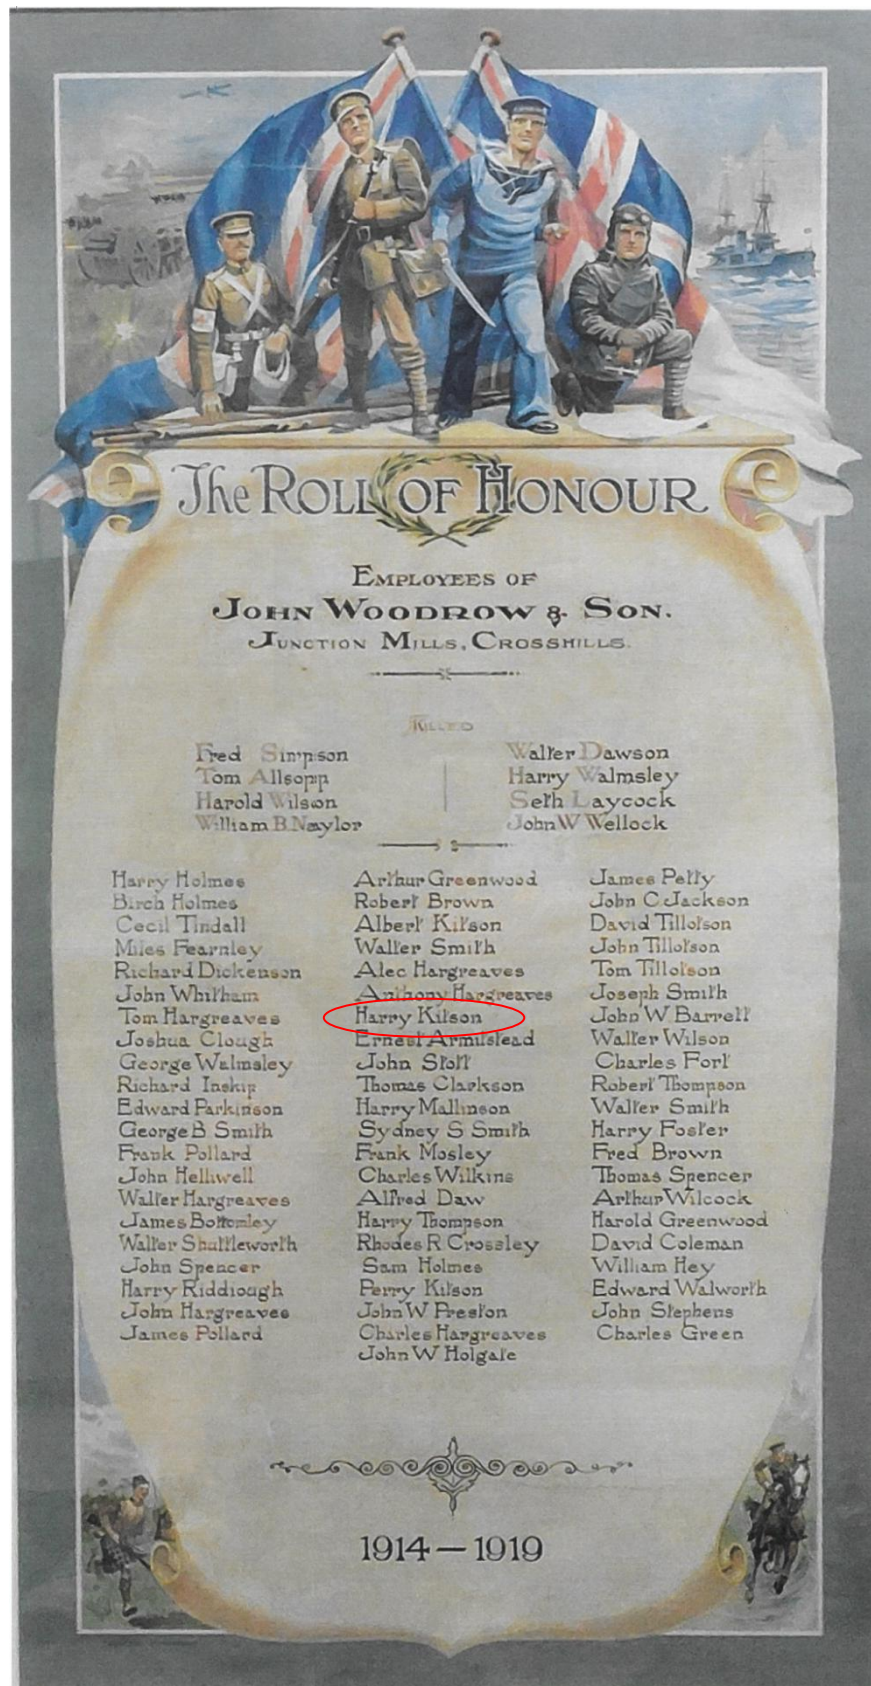 The ROLL OF HONOUR
EMPLOYEES OF
JOHN WOODROW & SON.
JUNCTION MILLS, CROSSHILLS.
KILLED
Fred Simpson
Tom Allsopp
Harold Wilson
William B. Naylor
Walter Dawson
Harry Walmsley
Seth Laycock
John W Wellock
Harry Holmes
Birch Holmes
Cecil Tindall
Miles Fearnley
Richard Dickenson
John Whitham
Tom Hargreaves
Joshua Clough
George Walmsley
Richard Inskip
Edward Parkinson
George B. Smith
Frank Pollard
John Helliwell
Walter Hargreaves
James Bottomley
Walter Shuttleworth
John Spencer
Harry Riddiough
John Hargreaves
James Pollard
Arthur Greenwood
Robert Brown
Albert Kitson
Walter Smith
Alec Hargreaves
Anthony Hargreaves
Harry Kitson
Ernest Armitstead
John Stott
Thomas Clarkson
Harry Mallinson
Sydney S Smith
Frank Mosley
Charles Wilkins
Alfred Daw
Harry Thompson
Rhodes R. Crossley
Sam Holmes
Perry Kitson
John W. Preston
Charles Hargreaves
John W Holgate
James Petty
John C. Jackson
David Tillotson
John Tillotson
Tom Tillotson
Joseph Smith
John W. Barrett
Walter Wilson
Charles Fort
Robert Thompson
Walter Smith
Harry Foster
Fred Brown
Thomas Spencer
Arthur Wilcock
Harold Greenwood
David Coleman
William Hey
Edward Walworth
John Stephens
Charles Green
1914 — 1919